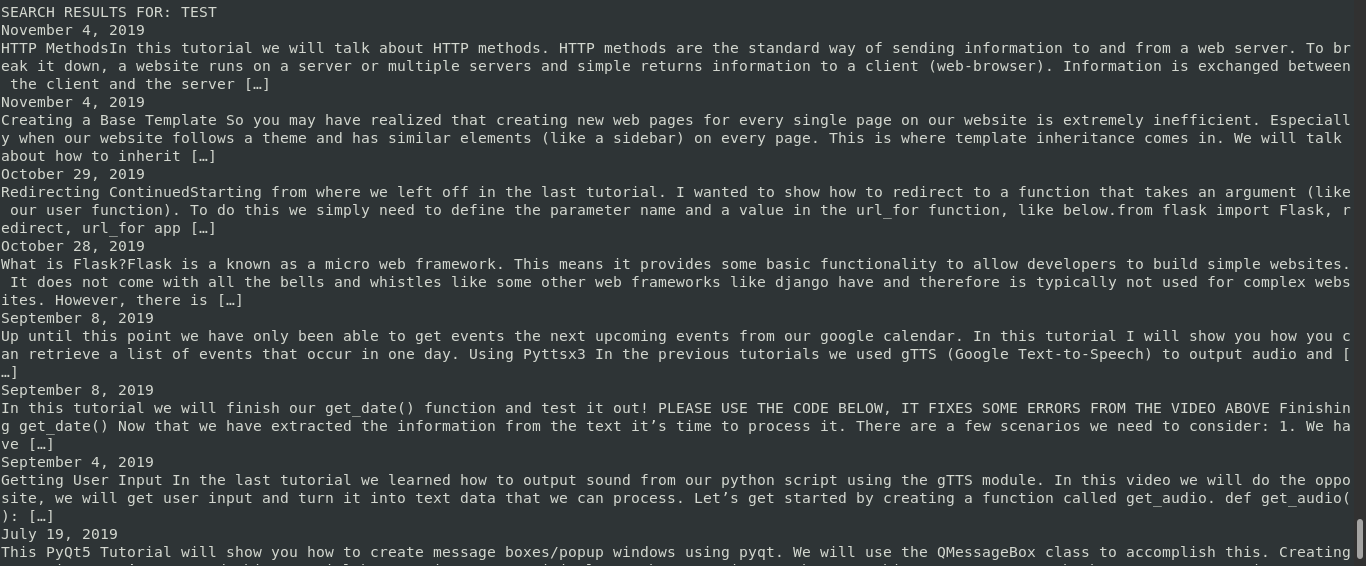 SEARCH RESULTS FOR: TEST
November 4, 2019
HTTP MethodsIn this tutorial we will talk about HTTP methods. HTTP methods are the standard way of sending information to and from a web server. To br
eak it down, a website runs on a server or multiple servers and simple returns information to a client (web-browser). Information is exchanged between
 the client and the server […]
November 4, 2019
Creating a Base Template So you may have realized that creating new web pages for every single page on our website is extremely inefficient. Especiall
y when our website follows a theme and has similar elements (like a sidebar) on every page. This is where template inheritance comes in. We will talk
about how to inherit […]
October 29, 2019
Redirecting ContinuedStarting from where we left off in the last tutorial. I wanted to show how to redirect to a function that takes an argument (like
 our user function). To do this we simply need to define the parameter name and a value in the url_for function, like below.from flask import Flask, r
edirect, url_for app […]
October 28, 2019
What is Flask?Flask is a known as a micro web framework. This means it provides some basic functionality to allow developers to build simple websites.
 It does not come with all the bells and whistles like some other web frameworks like django have and therefore is typically not used for complex webs
ites. However, there is […]
September 8, 2019
Up until this point we have only been able to get events the next upcoming events from our google calendar. In this tutorial I will show you how you c
an retrieve a list of events that occur in one day. Using Pyttsx3 In the previous tutorials we used gTTS (Google Text-to-Speech) to output audio and [
…]
September 8, 2019
In this tutorial we will finish our get_date() function and test it out! PLEASE USE THE CODE BELOW, IT FIXES SOME ERRORS FROM THE VIDEO ABOVE Finishin
g get_date() Now that we have extracted the information from the text it’s time to process it. There are a few scenarios we need to consider: 1. We ha
ve […]
September 4, 2019
Getting User Input In the last tutorial we learned how to output sound from our python script using the gTTS module. In this video we will do the oppo
site, we will get user input and turn it into text data that we can process. Let’s get started by creating a function called get_audio. def get_audio(
): […]
July 19, 2019
This PyQt5 Tutorial will show you how to create message boxes/popup windows using pyqt. We will use the QMessageBox class to accomplish this. Creating